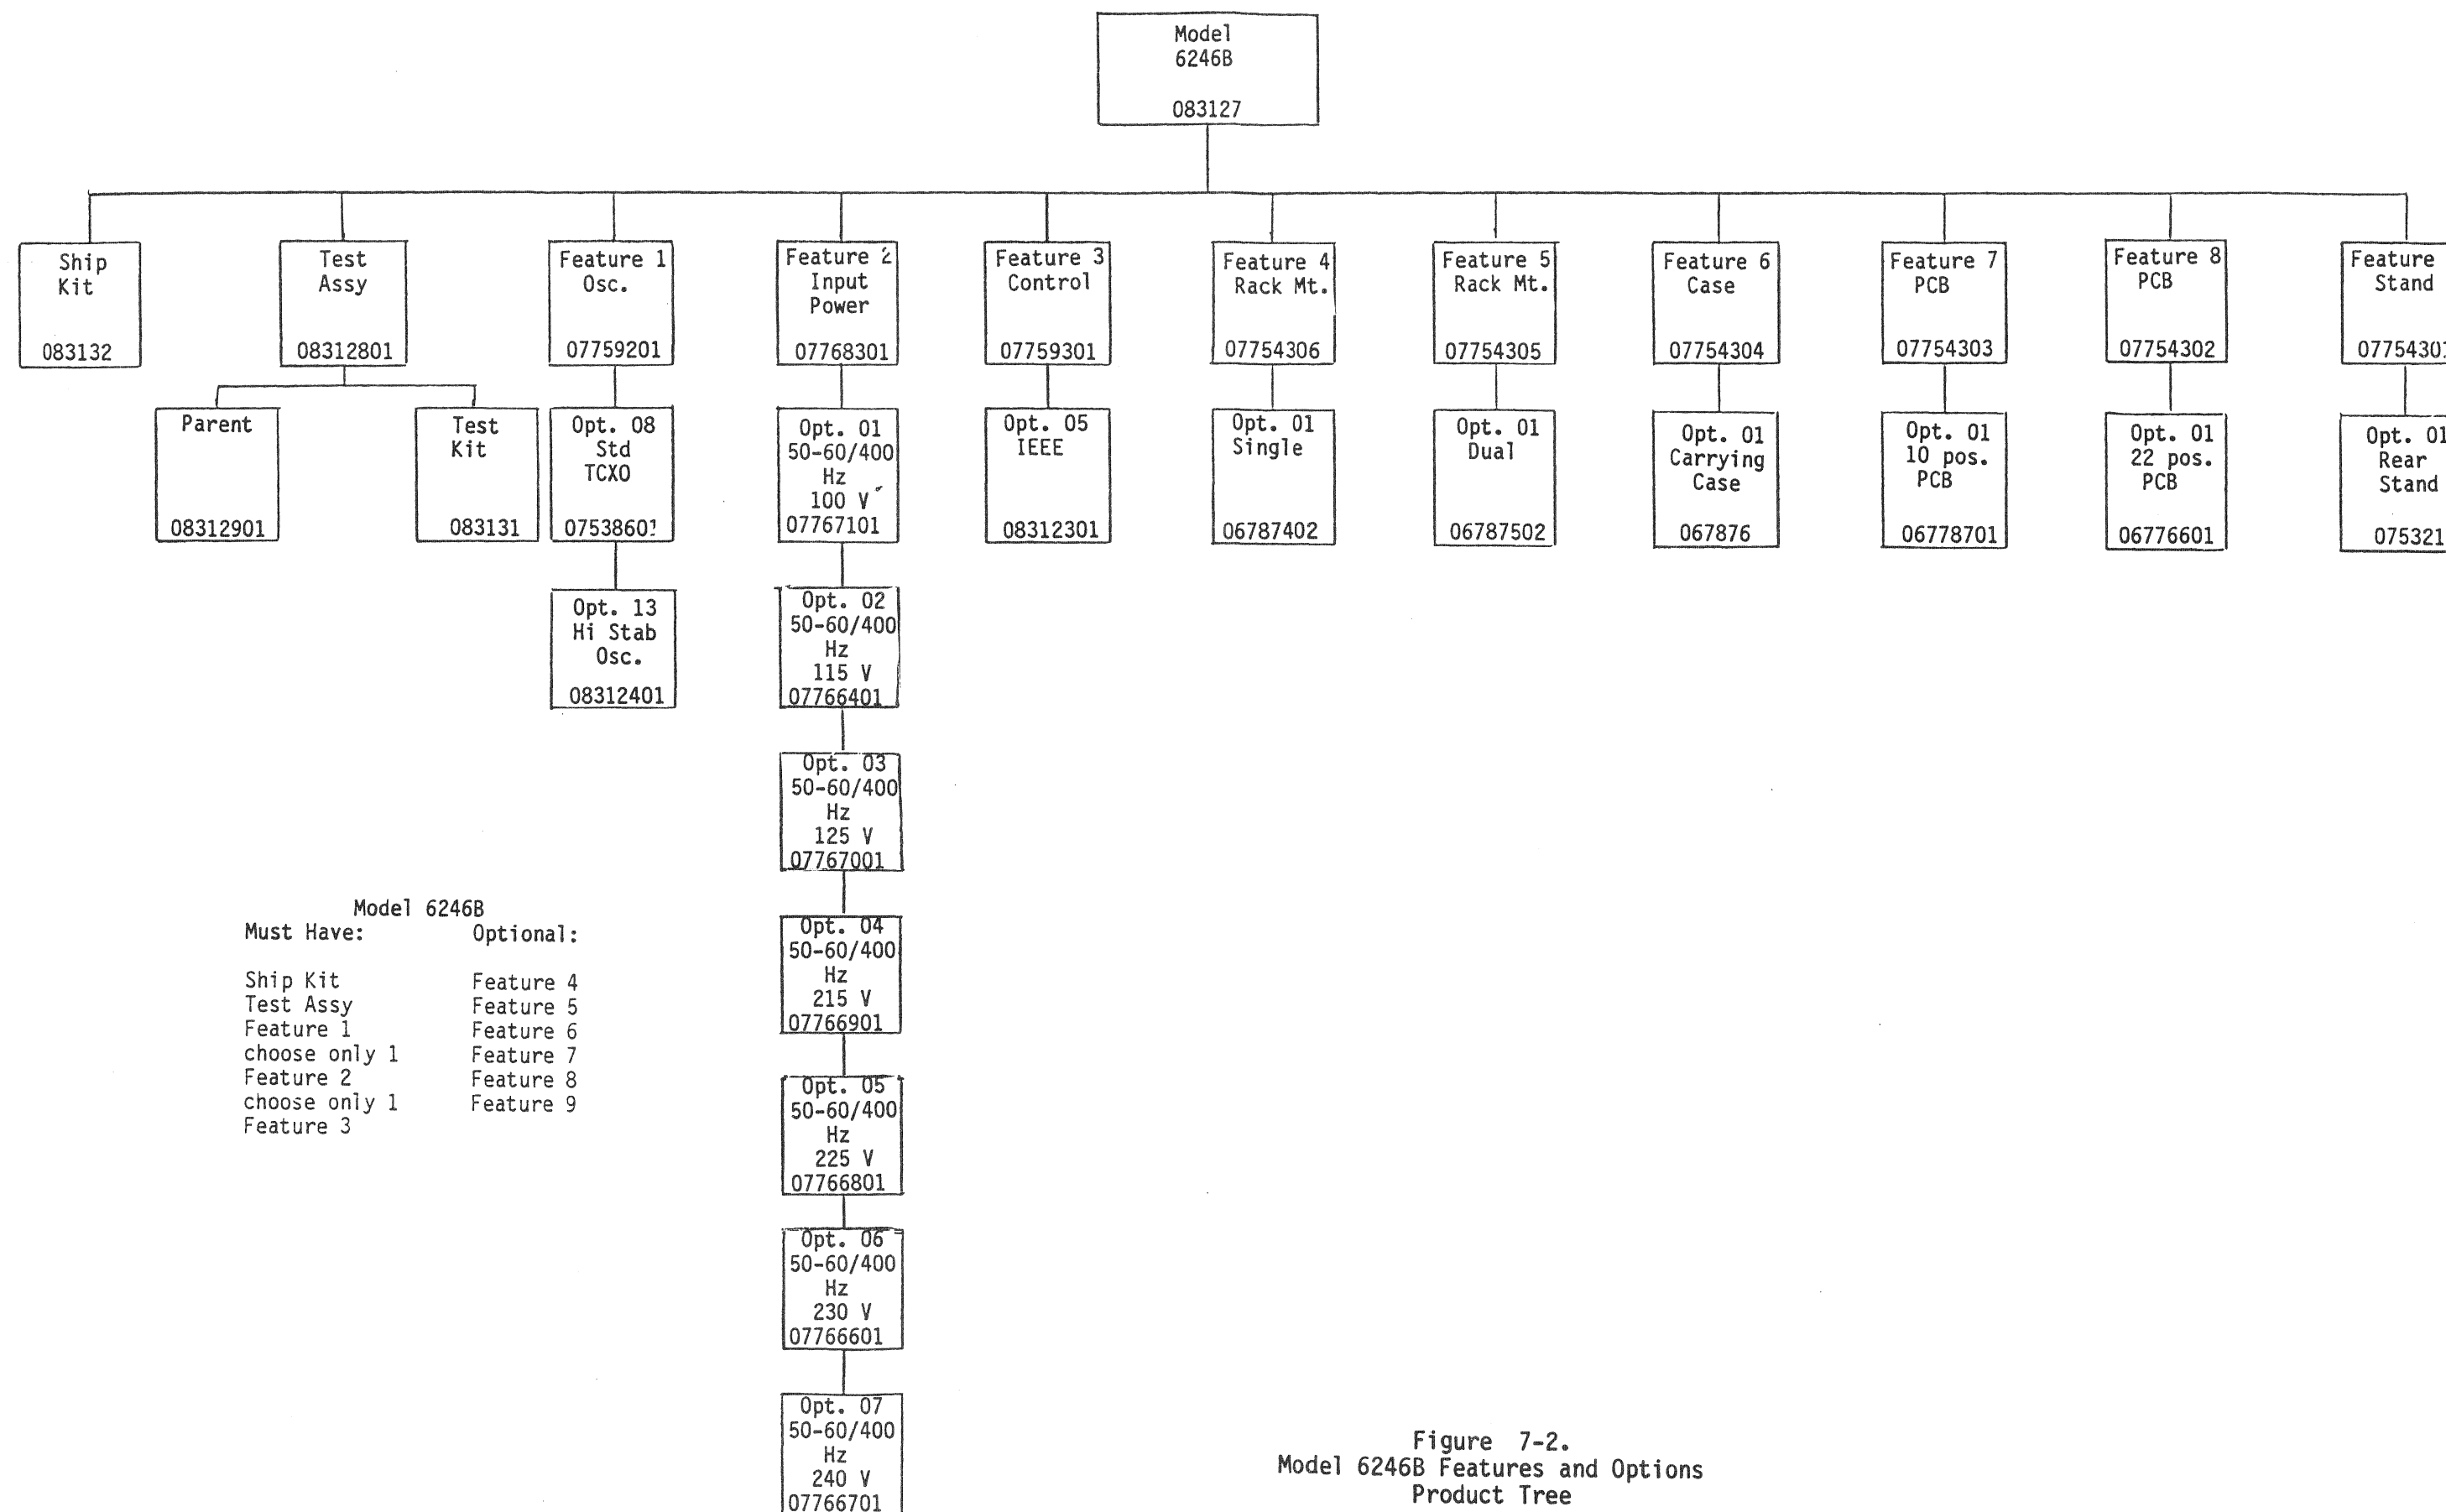 Model
6246B
083127
Ship
Kit
083132
Test
Assy
08312801
Feature 1
Osc.
07759201
Feature 2
Input
Power
07768301
Feature 3
Control
07759301
Feature 4
Rack Mt.
07754306
Feature 5
Rack Mt.
07754305
Feature 6
Case
07754304
Feature 7
PCB
07754303
Feature 8
PCB
07754302
Feature
Stand
07754301
Parent
08312901
Test
Kit
083131
Opt. 08
Std
TCXO
07538601
Opt. 01
50-60/400
Hz
100 V
07767101
Opt. 05
IEEE
08312301
Opt. 01
Single
06787402
Opt. 01
Dual
06787502
Opt. 01
Carrying
Case
067876
Opt. 01
10 pos.
PCB
06778701
Opt. 01
22 pos.
PCB
06776601
Opt. 01
Rear
Stand
075321
Opt. 13
Hi Stab
Osc.
08312401
Opt. 02
50-60/400
Hz
115 V
07766401
Opt. 03
50-60/400
Hz
125 V
07767001
Opt. 04
50-60/400
Hz
215 V
07766901
Opt. 05
50-60/400
Hz
225 V
07766801
Opt. 06
50-60/400
Hz
230 V
07766601
Opt. 07
50-60/400
Hz
240 V
07766701
Model 6246B
Must Have:
Optional:
Ship Kit
Test Assy
Feature 1
choose only 1
Feature 2
choose only 1
Feature 3
Feature 4
Feature 5
Feature 6
Feature 7
Feature 8
Feature 9
Figure 7-2.
Model 6246B Features and Options
Product Tree